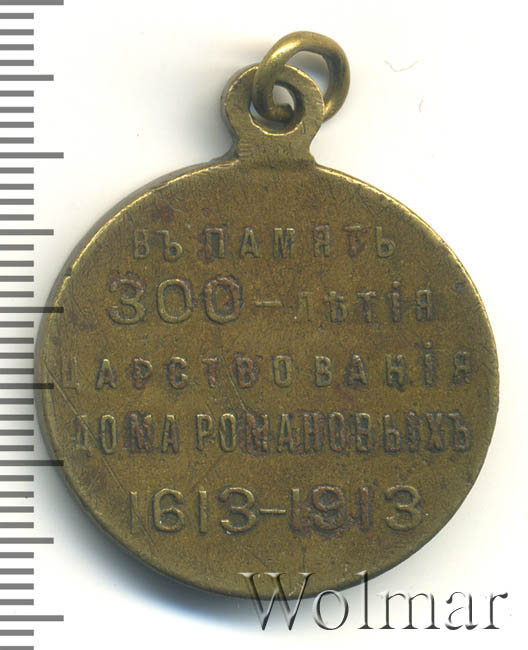 ВЪ ПАМЯТЬ
300-ЛѢТІЯ
ЦАРСТВОВАНІЯ
ДОМА РОМАНОВЫХЪ
1613-1913
Wolmar